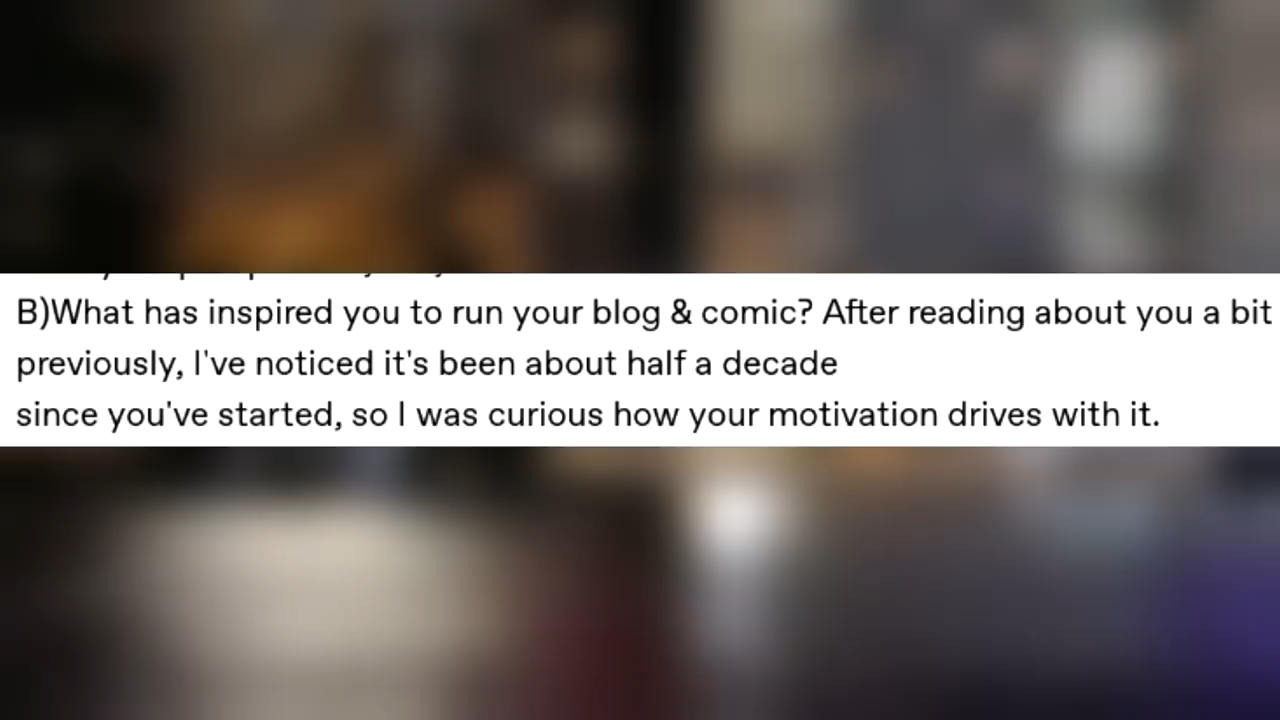 B)What has inspired you to run your blog & comic? After reading about you a bit
previously, I've noticed it's been about half a decade
since you've started, so I was curious how your motivation drives with it.